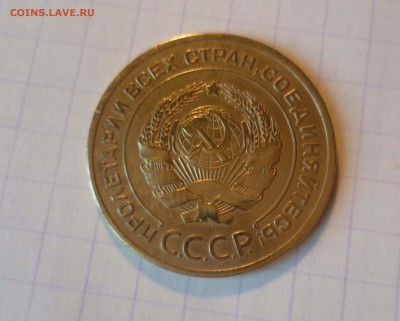 COINS.LAVE.RU
ПРОЛЕТАРИИ ВСЕХ СТРАН, СОЕДИНЯЙТЕСЬ!
С.С.С.Р.